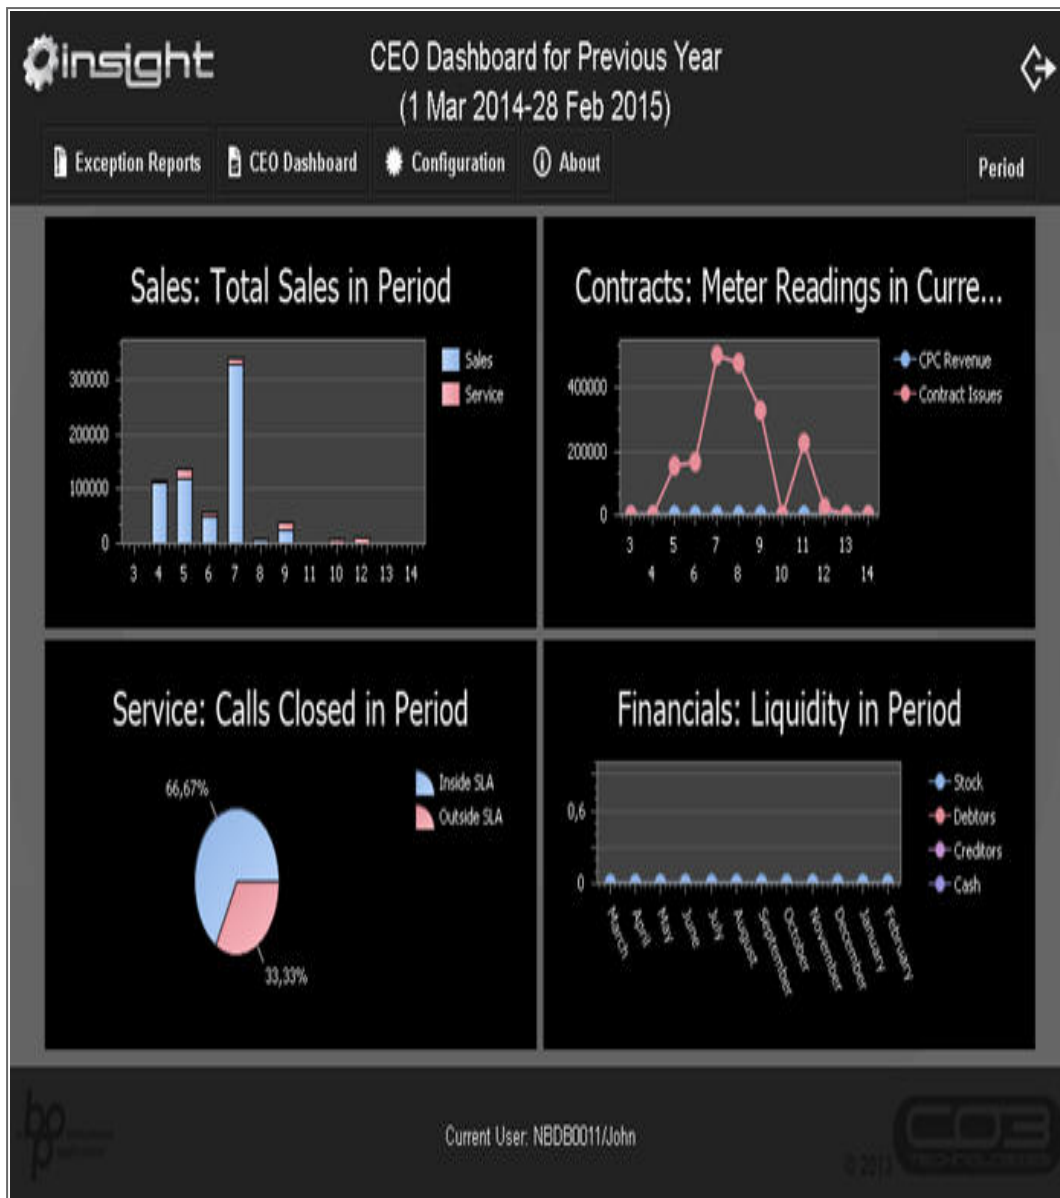 insight
CEO Dashboard for Previous Year
(1 Mar 2014-28 Feb 2015)
Exception Reports
CEO Dashboard
Configuration
About
Period
Sales: Total Sales in Period
300000
200000
100000
0
3 4 5 6 7 8 9 11 10 12 13 14
Sales
Service
Contracts: Meter Readings in Curre...
400000
200000
0
3 5 7 9 11 13
4 6 8 10 12 14
CPC Revenue
Contract Issues
Service: Calls Closed in Period
66,67%
33,33%
Inside SLA
Outside SLA
Financials: Liquidity in Period
0,6
0
March April May June July August September October November December January February
Stock
Debtors
Creditors
Cash
bpo
Current User: NBDB0011/John
© 2013
CO3
TECHNOLOGIES